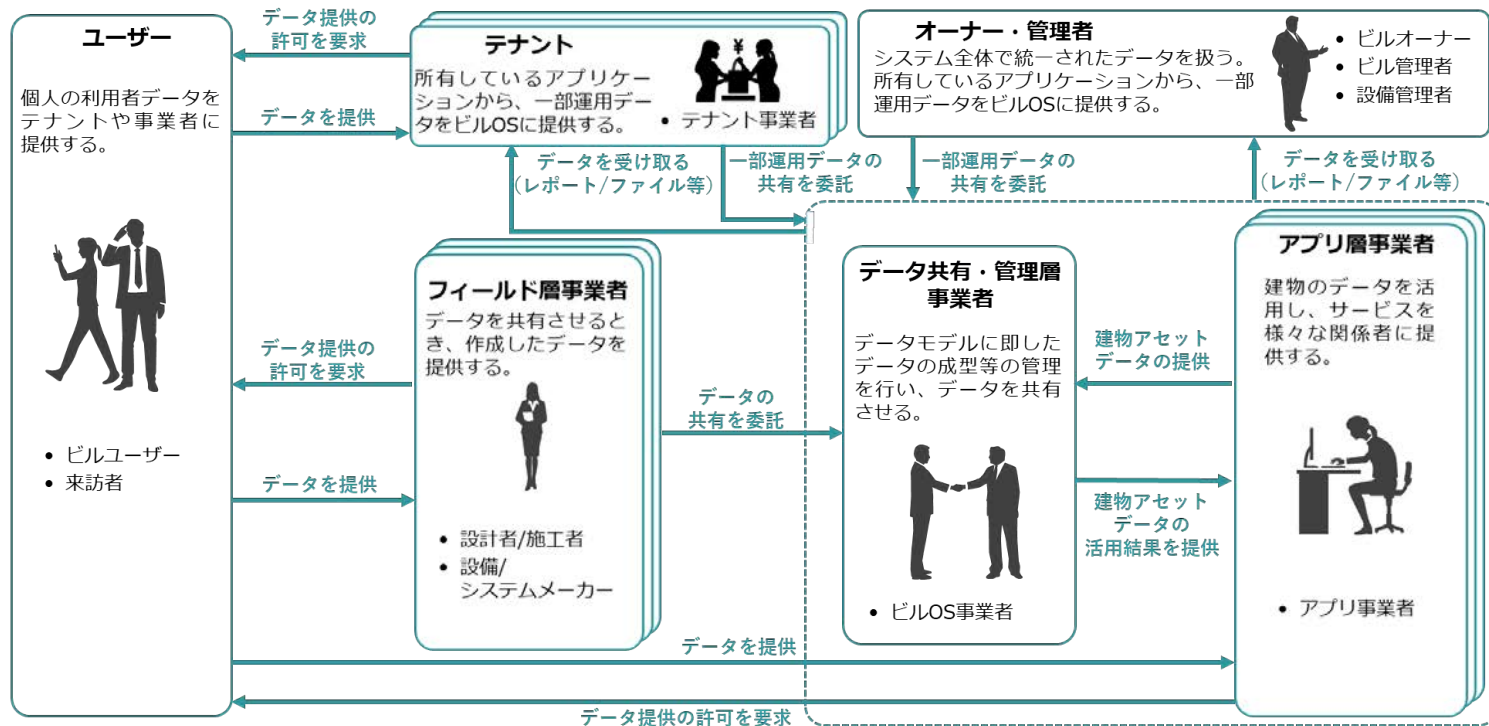 ユーザー
個人の利用者データを
テナントや事業者に
提供する。
• ビルユーザー
• 来訪者
データ提供の
許可を要求
データを提供
テナント
所有しているアプリケー
ションから、一部運用デー
タをビルOSに提供する。
¥
• テナント事業者
オーナー・管理者
システム全体で統一されたデータを扱う。
所有しているアプリケーションから、一部
運用データをビルOSに提供する。
• ビルオーナー
• ビル管理者
• 設備管理者
データを受け取る
(レポート/ファイル等)
一部運用データの
共有を委託
一部運用データの
共有を委託
データを受け取る
(レポート/ファイル等)
データ提供の
許可を要求
データを提供
フィールド層事業者
データを共有させると
き、作成したデータを
提供する。
• 設計者/施工者
• 設備/
システムメーカー
データの
共有を委託
データ共有・管理層
事業者
データモデルに即した
データの成型等の管理
を行い、データを共有
させる。
• ビルOS事業者
建物アセット
データの提供
建物アセット
データの
活用結果を提供
アプリ層事業者
建物のデータを活
用し、サービスを
様々な関係者に提
供する。
• アプリ事業者
データを提供
データ提供の許可を要求